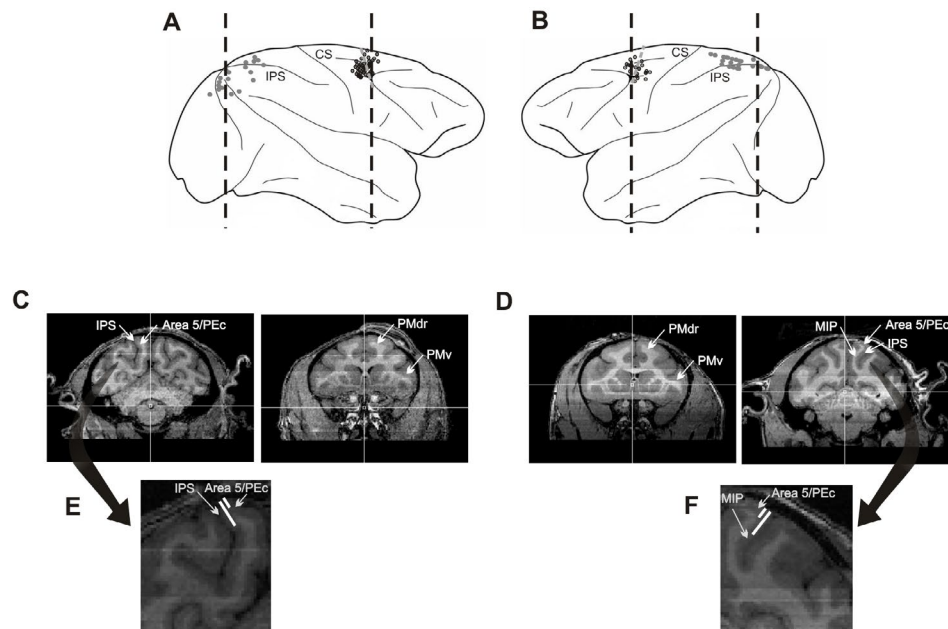 A
B
CS
IPS
CS
IPS
C
D
IPS Area 5/PEc
PMdr
PMv
PMdr
PMv
MIP Area 5/PEc
IPS
E
IPS Area 5/PEc
F
MIP Area 5/PEc